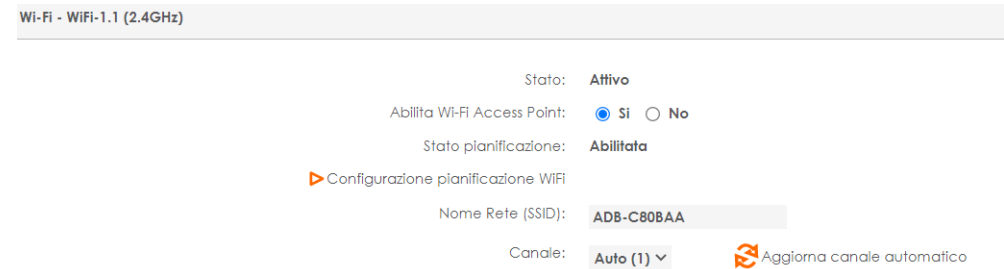 Wi-Fi - WiFi-1.1 (2.4GHz)
Stato: Attivo
Abilita Wi-Fi Access Point: Si No
Stato pianificazione: Abilitata
Configurazione pianificazione WiFi
Nome Rete (SSID): ADB-C80BAA
Canale: Auto (1) Aggiorna canale automatico